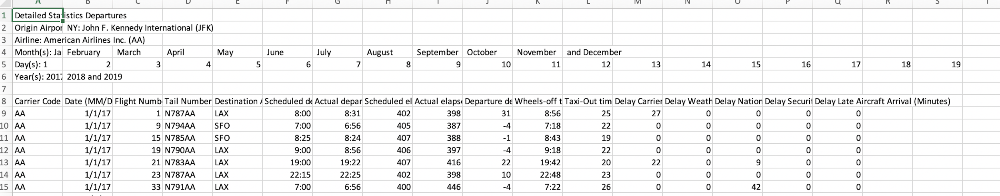 A B C D E F G H I J K L M N O P Q R S T
1 Detailed Statistics Departures
2 Origin Airpor NY: John F. Kennedy International (JFK)
3 Airline: American Airlines Inc. (AA)
4 Month(s): Ja February March April May June July August September October November and December
5 Day(s): 1 2 3 4 5 6 7 8 9 10 11 12 13 14 15 16 17 18 19
6 Year(s): 2017 2018 and 2019
7
8 Carrier Code Date (MM/D Flight Numb Tail Number Destination A Scheduled de Actual depar Scheduled el Actual elapse Departure de Wheels-off t Taxi-Out tim Delay Carrier Delay Weath Delay Nation Delay Securit Delay Late Aircraft Arrival (Minutes)
9 AA 1/1/17 1 N787AA LAX 8:00 8:31 402 398 31 8:56 25 27 0 0 0 0
10 AA 1/1/17 9 N794AA SFO 7:00 6:56 405 387 -4 7:18 22 0 0 0 0 0
11 AA 1/1/17 15 N785AA SFO 8:25 8:24 407 388 -1 8:43 19 0 0 0 0 0
12 AA 1/1/17 19 N790AA LAX 9:00 8:56 406 397 -4 9:18 22 0 0 0 0 0
13 AA 1/1/17 21 N783AA LAX 19:00 19:22 407 416 22 19:42 20 22 0 9 0 0
14 AA 1/1/17 23 N787AA LAX 22:15 22:25 402 398 10 22:48 23 0 0 0 0 0
15 AA 1/1/17 33 N791AA LAX 7:00 6:56 400 446 -4 7:22 26 0 0 42 0 0